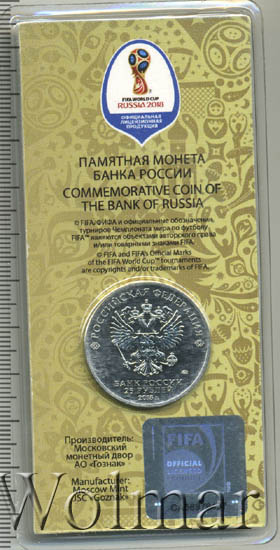 FIFA WORLD CUP
RUSSIA 2018
ОФИЦИАЛЬНАЯ
ЛИЦЕНЗИОННАЯ
ПРОДУКЦИЯ
ПАМЯТНАЯ МОНЕТА
БАНКА РОССИИ
COMMEMORATIVE COIN OF
THE BANK OF RUSSIA
© FIFA/ФИФА и официальные обозначения
турниров Чемпионата мира по футболу
FIFA™ являются объектами авторского права
и/или товарными знаками FIFA.
© FIFA and FIFA's Official Marks
of the FIFA World Cup™ tournaments
are copyrights and/or trademarks of FIFA.
РОССИЙСКАЯ ФЕДЕРАЦИЯ
БАНК РОССИИ
25 РУБЛЕЙ
2018 г.
Производитель:
Московский
монетный двор
АО «Гознак»
Manufacturer:
Moscow Mint
JSC «Goznak»
FIFA
OFFICIAL
LICENSED
Wolmar